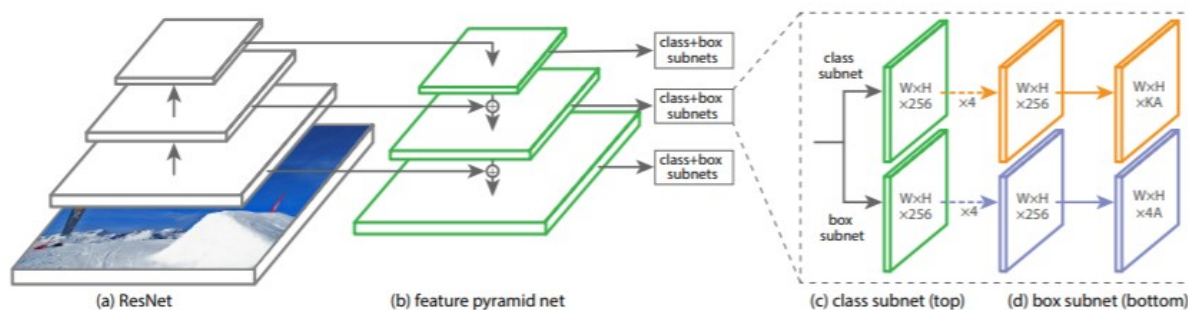 class+box
subnets
class+box
subnets
class+box
subnets
class
subnet
W×H
×256
×4
W×H
×256
W×H
×KA
box
subnet
W×H
×256
×4
W×H
×256
W×H
×4A
(a) ResNet
(b) feature pyramid net
(c) class subnet (top)
(d) box subnet (bottom)